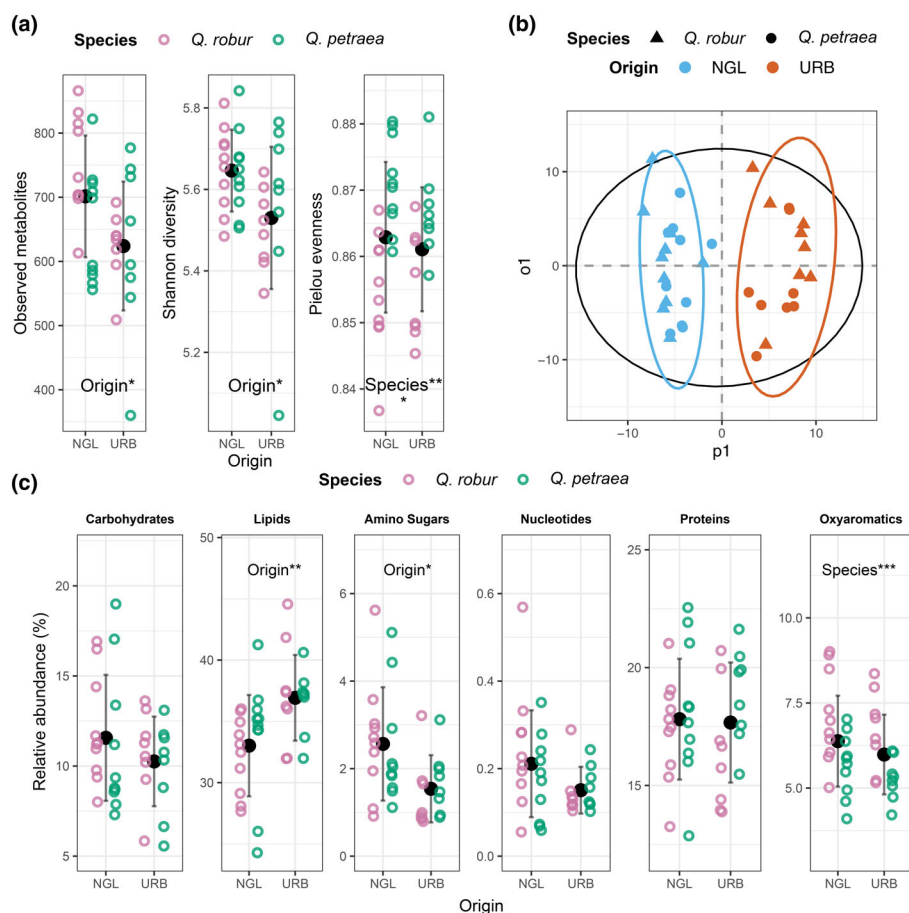 (a)
Species Q. robur Q. petraea
Observed metabolites
800
700
600
500
400
Origin*
NGL URB
Shannon diversity
5.8
5.6
5.4
5.2
Origin*
NGL URB
Pielou evenness
0.88
0.87
0.86
0.85
0.84
Species**
*
NGL URB
Origin
(b)
Species Q. robur Q. petraea
Origin NGL URB
o1
10
0
−10
−10 0 10
p1
(c)
Species Q. robur Q. petraea
Relative abundance (%)
Carbohydrates
20
15
10
5
NGL URB
Lipids
50
40
30
Origin**
NGL URB
Amino Sugars
6
4
2
0
Origin*
NGL URB
Nucleotides
0.6
0.4
0.2
0.0
NGL URB
Proteins
25
20
15
NGL URB
Oxyaromatics
10.0
7.5
5.0
Species***
NGL URB
Origin